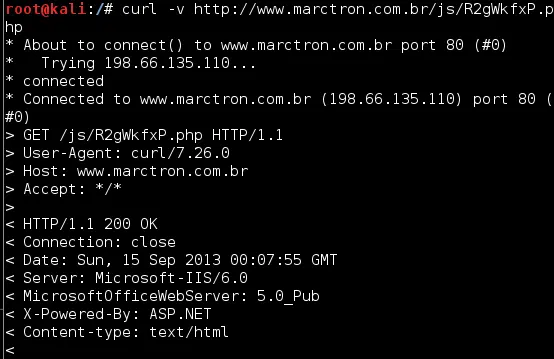 root@kali:/# curl -v http://www.marctron.com.br/js/R2gWkfxP.p
hp
* About to connect() to www.marctron.com.br port 80 (#0)
*   Trying 198.66.135.110...
* connected
* Connected to www.marctron.com.br (198.66.135.110) port 80 (
#0)
> GET /js/R2gWkfxP.php HTTP/1.1
> User-Agent: curl/7.26.0
> Host: www.marctron.com.br
> Accept: */*
>
< HTTP/1.1 200 OK
< Connection: close
< Date: Sun, 15 Sep 2013 00:07:55 GMT
< Server: Microsoft-IIS/6.0
< MicrosoftOfficeWebServer: 5.0_Pub
< X-Powered-By: ASP.NET
< Content-type: text/html
<